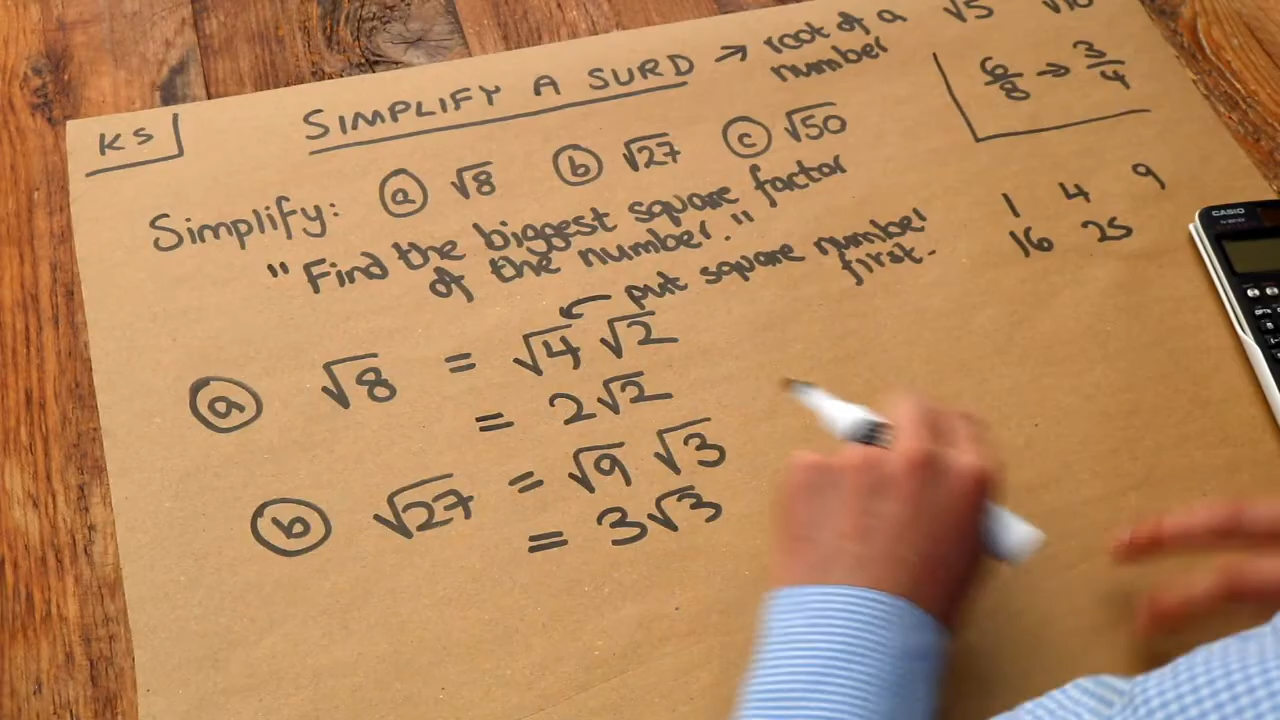 KS
SIMPLIFY A SURD → root of a number
√5 √10
6/8 → 3/4
Simplify: ⓐ √8 ⓑ √27 ⓒ √50
"Find the biggest square factor
of the number."
put square number
first.
1 4 9
16 25
ⓐ √8 = √4 √2
= 2√2
ⓑ √27 = √9 √3
= 3√3
CASIO